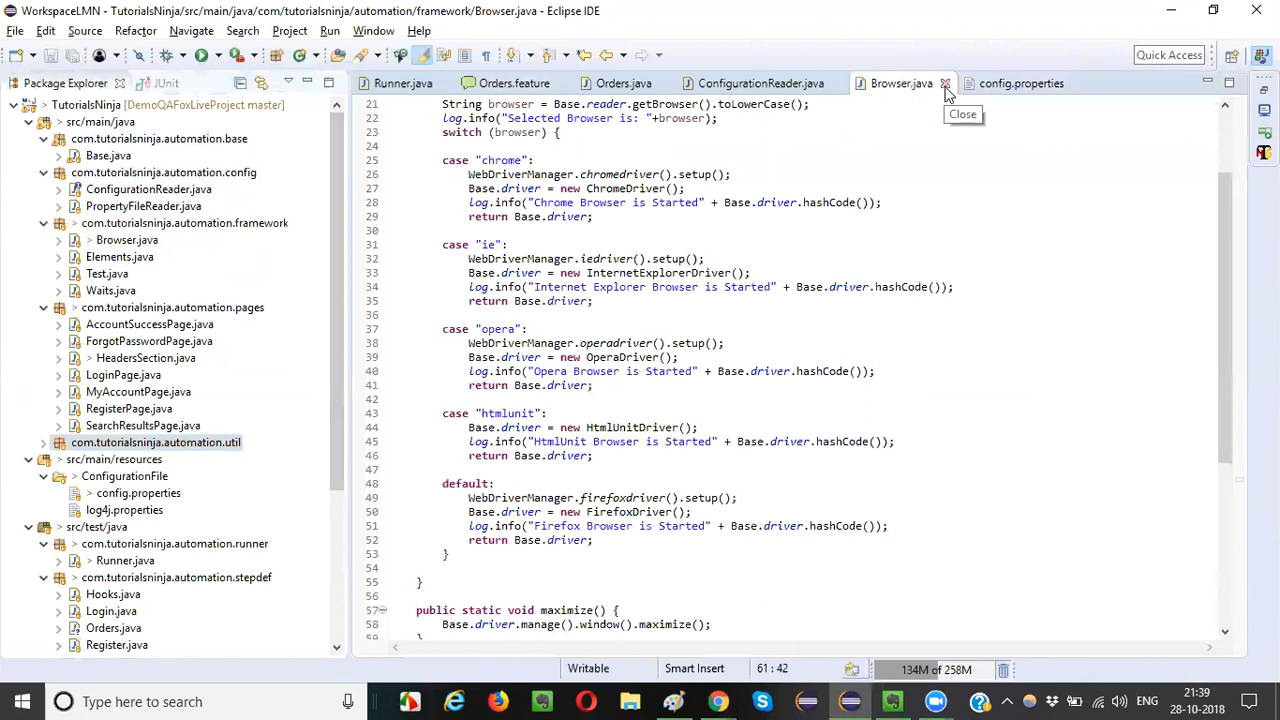 WorkspaceLMN - TutorialsNinja/src/main/java/com/tutorialsninja/automation/framework/Browser.java - Eclipse IDE
File Edit Source Refactor Navigate Search Project Run Window Help
Quick Access
Package Explorer JUnit
Runner.java Orders.feature Orders.java ConfigurationReader.java Browser.java config.properties
Close
TutorialsNinja [DemoQAFoxLiveProject master]
src/main/java
com.tutorialsninja.automation.base
Base.java
com.tutorialsninja.automation.config
ConfigurationReader.java
PropertyFileReader.java
> com.tutorialsninja.automation.framework
> Browser.java
Elements.java
Test.java
Waits.java
> com.tutorialsninja.automation.pages
AccountSuccessPage.java
ForgotPasswordPage.java
> HeadersSection.java
LoginPage.java
MyAccountPage.java
RegisterPage.java
SearchResultsPage.java
com.tutorialsninja.automation.util
src/main/resources
ConfigurationFile
> config.properties
log4j.properties
> src/test/java
> com.tutorialsninja.automation.runner
> Runner.java
> com.tutorialsninja.automation.stepdef
Hooks.java
Login.java
Orders.java
Register.java
21 String browser = Base.reader.getBrowser().toLowerCase();
22 log.info("Selected Browser is: "+browser);
23 switch (browser) {
24
25 case "chrome":
26 WebDriverManager.chromedriver().setup();
27 Base.driver = new ChromeDriver();
28 log.info("Chrome Browser is Started" + Base.driver.hashCode());
29 return Base.driver;
30
31 case "ie":
32 WebDriverManager.iedriver().setup();
33 Base.driver = new InternetExplorerDriver();
34 log.info("Internet Explorer Browser is Started" + Base.driver.hashCode());
35 return Base.driver;
36
37 case "opera":
38 WebDriverManager.operadriver().setup();
39 Base.driver = new OperaDriver();
40 log.info("Opera Browser is Started" + Base.driver.hashCode());
41 return Base.driver;
42
43 case "htmlunit":
44 Base.driver = new HtmlUnitDriver();
45 log.info("HtmlUnit Browser is Started" + Base.driver.hashCode());
46 return Base.driver;
47
48 default:
49 WebDriverManager.firefoxdriver().setup();
50 Base.driver = new FirefoxDriver();
51 log.info("Firefox Browser is Started" + Base.driver.hashCode());
52 return Base.driver;
53 }
54
55 }
56
57 public static void maximize() {
58 Base.driver.manage().window().maximize();
59 }
Writable Smart Insert 61 : 42 134M of 258M
Type here to search
ENG
21:39
28-10-2018